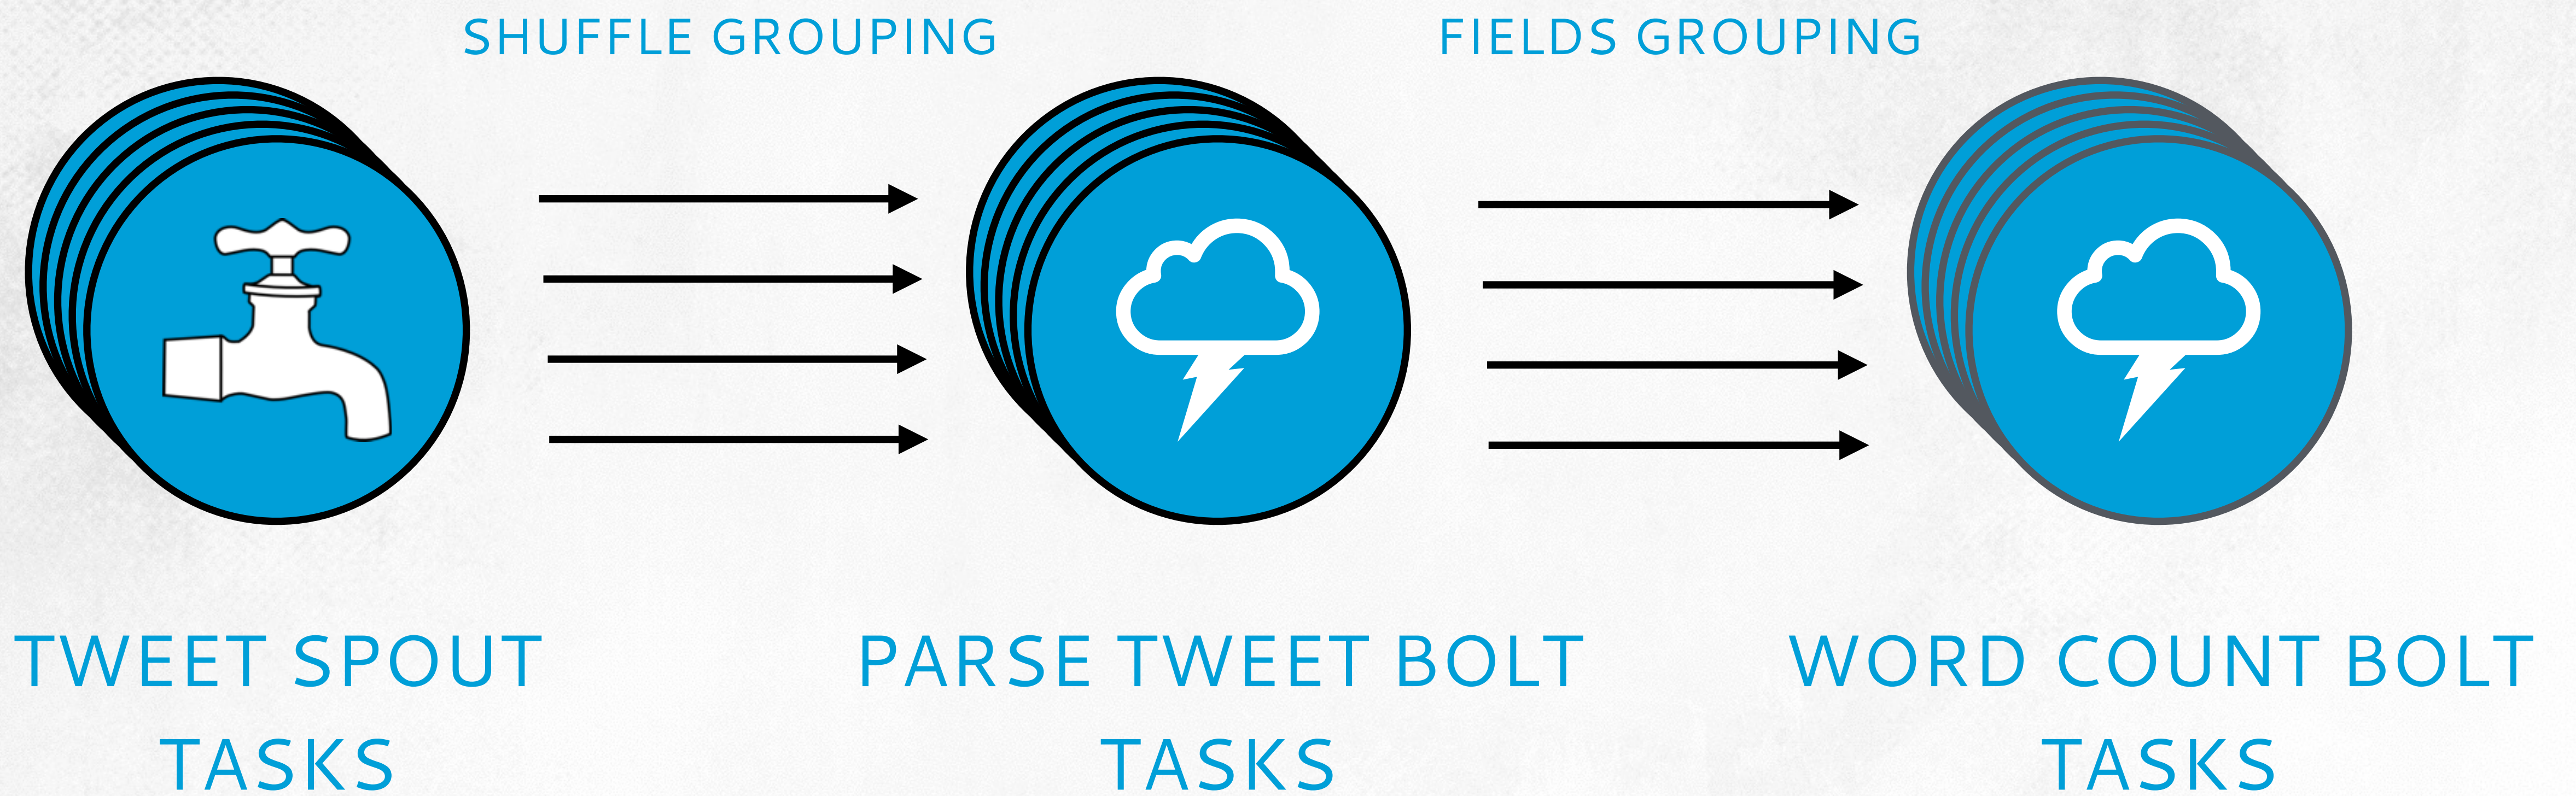 SHUFFLE GROUPING
FIELDS GROUPING
TWEET SPOUT
TASKS
PARSE TWEET BOLT
TASKS
WORD COUNT BOLT
TASKS